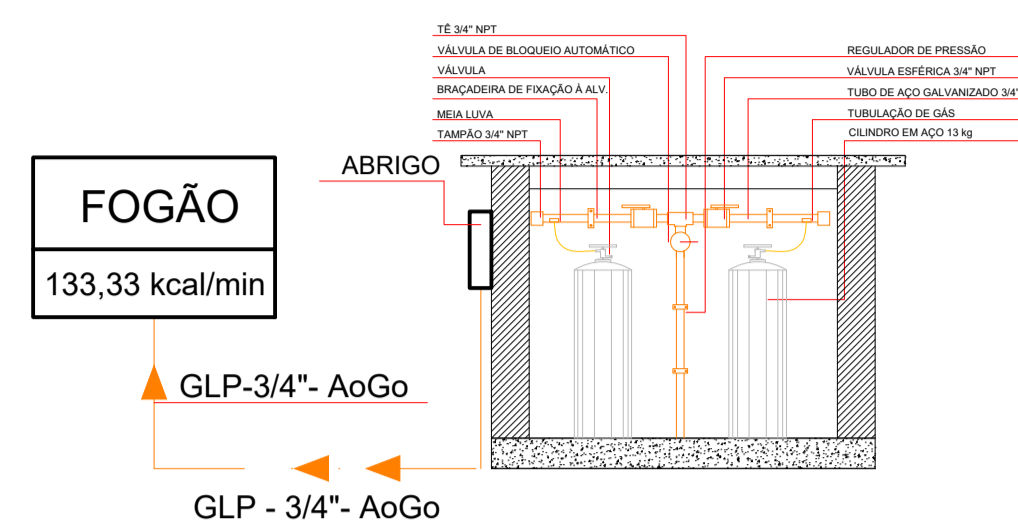 TÊ 3/4" NPT
VÁLVULA DE BLOQUEIO AUTOMÁTICO
VÁLVULA
BRAÇADEIRA DE FIXAÇÃO À ALV.
MEIA LUVA
TAMPÃO 3/4" NPT
REGULADOR DE PRESSÃO
VÁLVULA ESFÉRICA 3/4" NPT
TUBO DE AÇO GALVANIZADO 3/4"
TUBULAÇÃO DE GÁS
CILINDRO EM AÇO 13 kg
ABRIGO
FOGÃO
133,33 kcal/min
GLP-3/4"- AoGo
GLP - 3/4"- AoGo